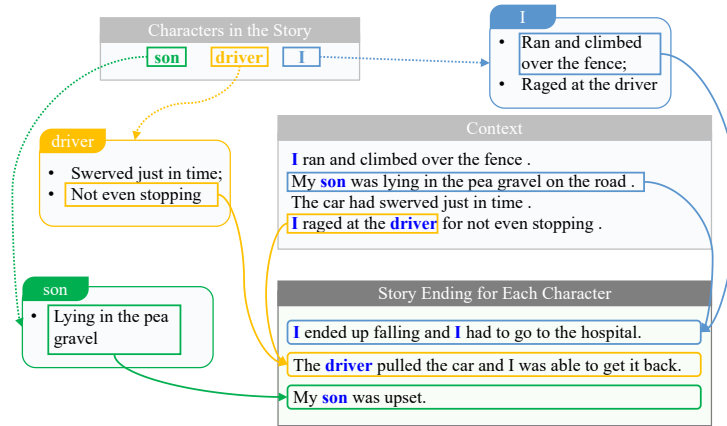 Characters in the Story
son driver I
I
• Ran and climbed
over the fence;
• Raged at the driver
driver
• Swerved just in time;
• Not even stopping
Context
I ran and climbed over the fence .
My son was lying in the pea gravel on the road .
The car had swerved just in time .
I raged at the driver for not even stopping .
son
• Lying in the pea
gravel
Story Ending for Each Character
I ended up falling and I had to go to the hospital.
The driver pulled the car and I was able to get it back.
My son was upset.